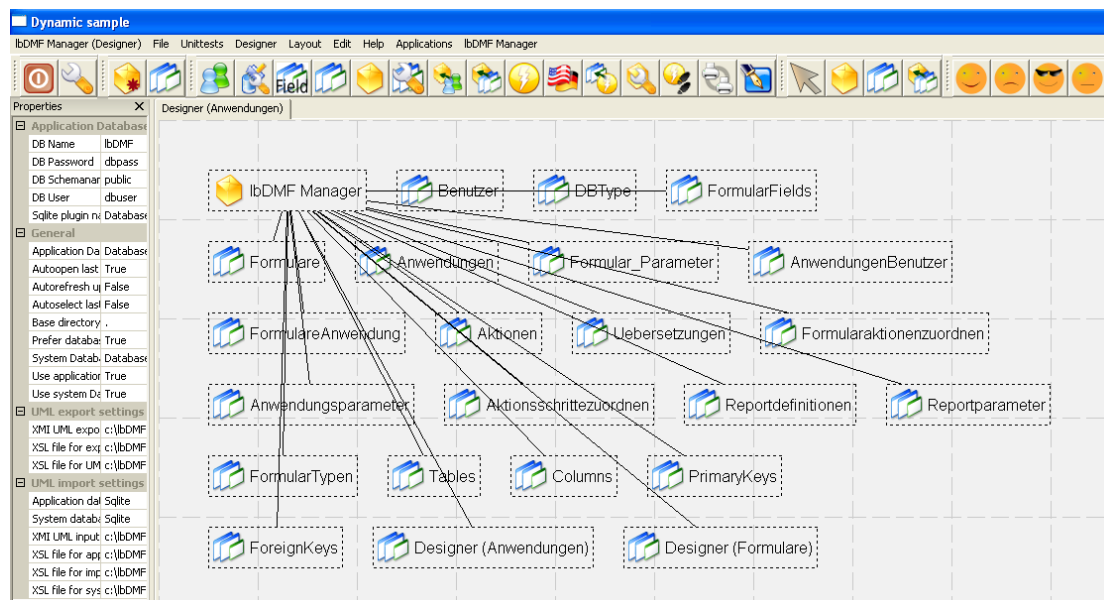 Dynamic sample
lbDMF Manager (Designer) File Unittests Designer Layout Edit Help Applications lbDMF Manager
Field
Properties X Designer (Anwendungen)
Application Database
DB Name lbDMF
DB Password dbpass
DB Schemanar public
DB User dbuser
Sqlite plugin na Database
General
Application Da Database
Autoopen last True
Autorefresh u False
Autoselect las False
Base directory .
Prefer databa: True
System Datab Database
Use application True
Use system Da True
UML export settings
XMI UML expo c:\lbDMF
XSL file for exp c:\lbDMF
XSL file for UM c:\lbDMF
UML import settings
Application dal Sqlite
System databa Sqlite
XMI UML input c:\lbDMF
XSL file for app c:\lbDMF
XSL file for imp c:\lbDMF
XSL file for sys c:\lbDMF
lbDMF Manager Benutzer DBType FormularFields
Formulare Anwendungen Formular_Parameter AnwendungenBenutzer
FormulareAnwendung Aktionen Uebersetzungen Formularaktionenzuordnen
Anwendungsparameter Aktionsschrittezuordnen Reportdefinitionen Reportparameter
FormularTypen Tables Columns PrimaryKeys
ForeignKeys Designer (Anwendungen) Designer (Formulare)